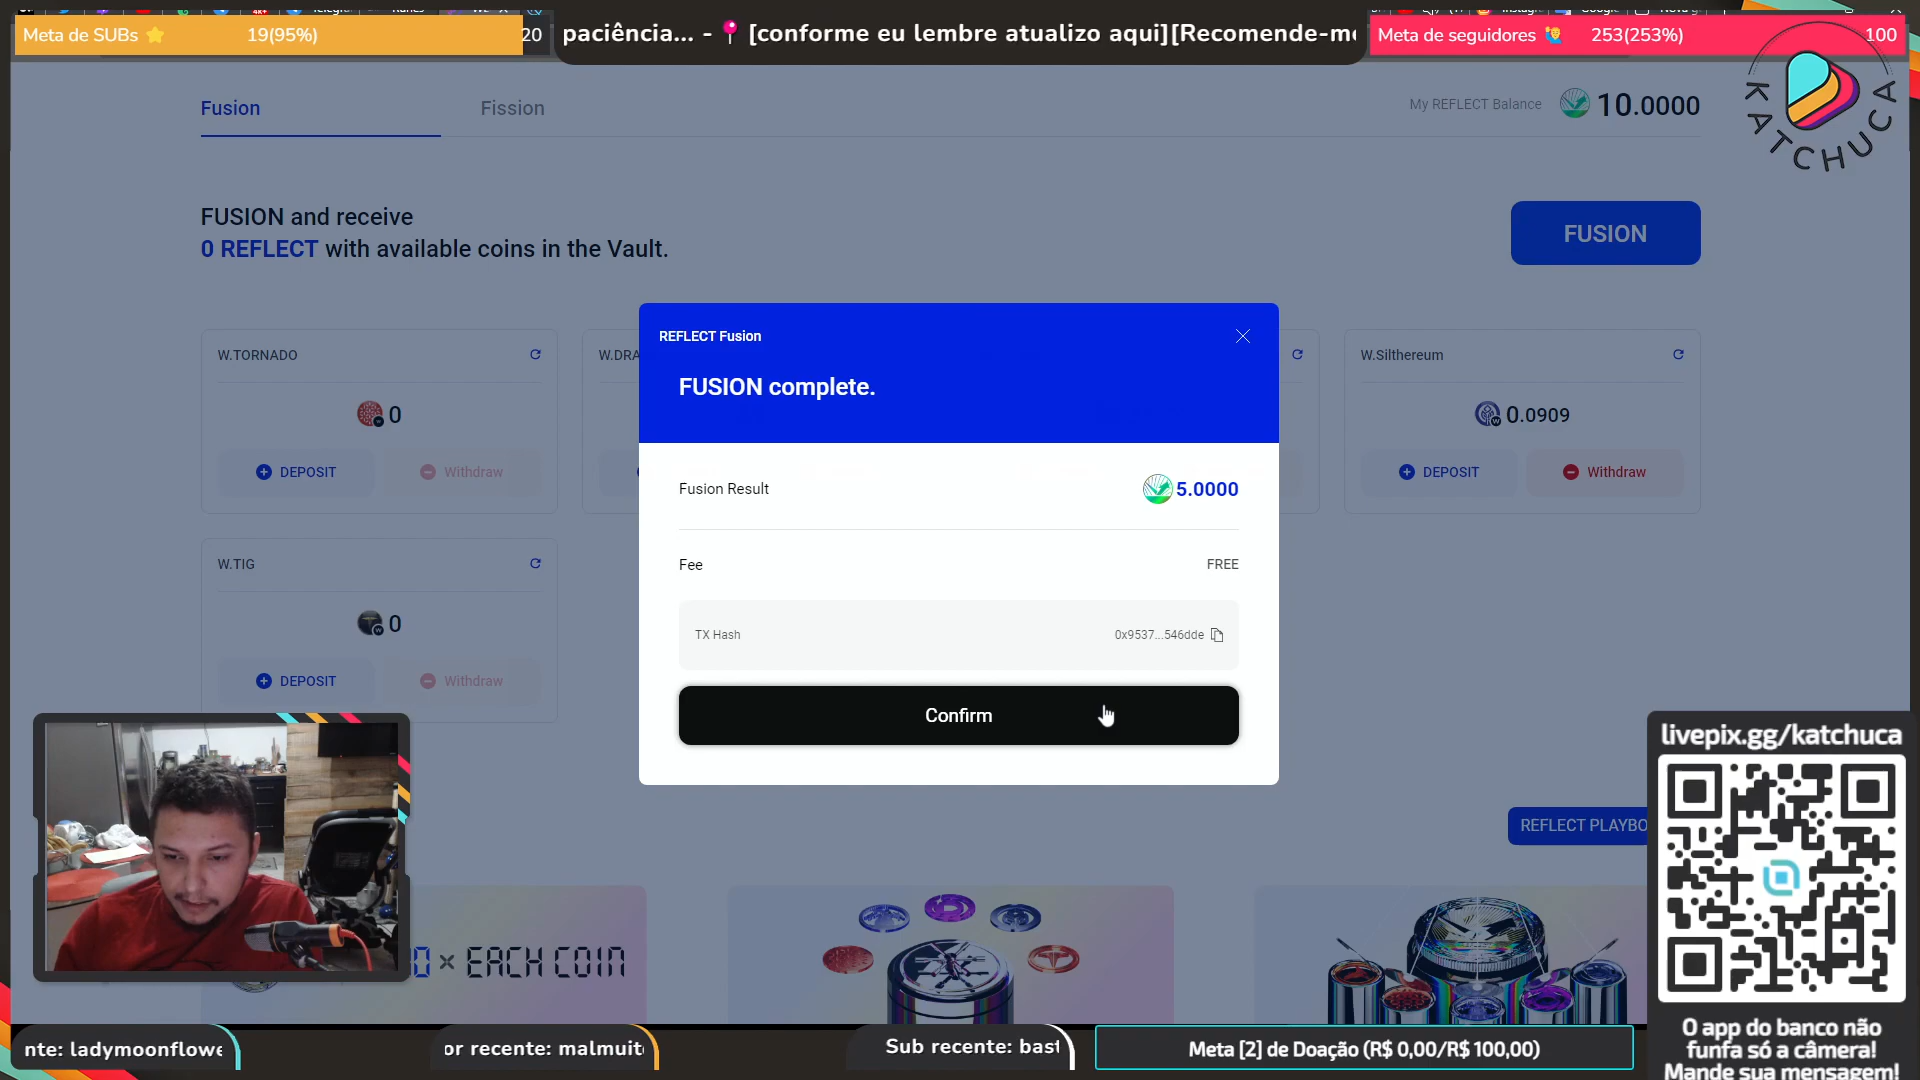 Meta de SUBs 19(95%) 20
paciência... - [conforme eu lembre atualizo aqui][Recomende-me
Meta de seguidores 253(253%) 100
Fusion
Fission
My REFLECT Balance 10.0000
KATCHUCA
FUSION and receive
0 REFLECT with available coins in the Vault.
FUSION
W.TORNADO
0
DEPOSIT
Withdraw
W.DRA
W.Silthereum
0.0909
DEPOSIT
Withdraw
REFLECT Fusion
FUSION complete.
Fusion Result 5.0000
Fee FREE
TX Hash 0x9537...546dde
Confirm
W.TIG
0
DEPOSIT
Withdraw
REFLECT PLAYBO
0 × EACH COIN
livepix.gg/katchuca
O app do banco não
funfa só a câmera!
Mande sua mensagem!
nte: ladymoonflowe
or recente: malmuit
Sub recente: bast
Meta [2] de Doação (R$ 0,00/R$ 100,00)